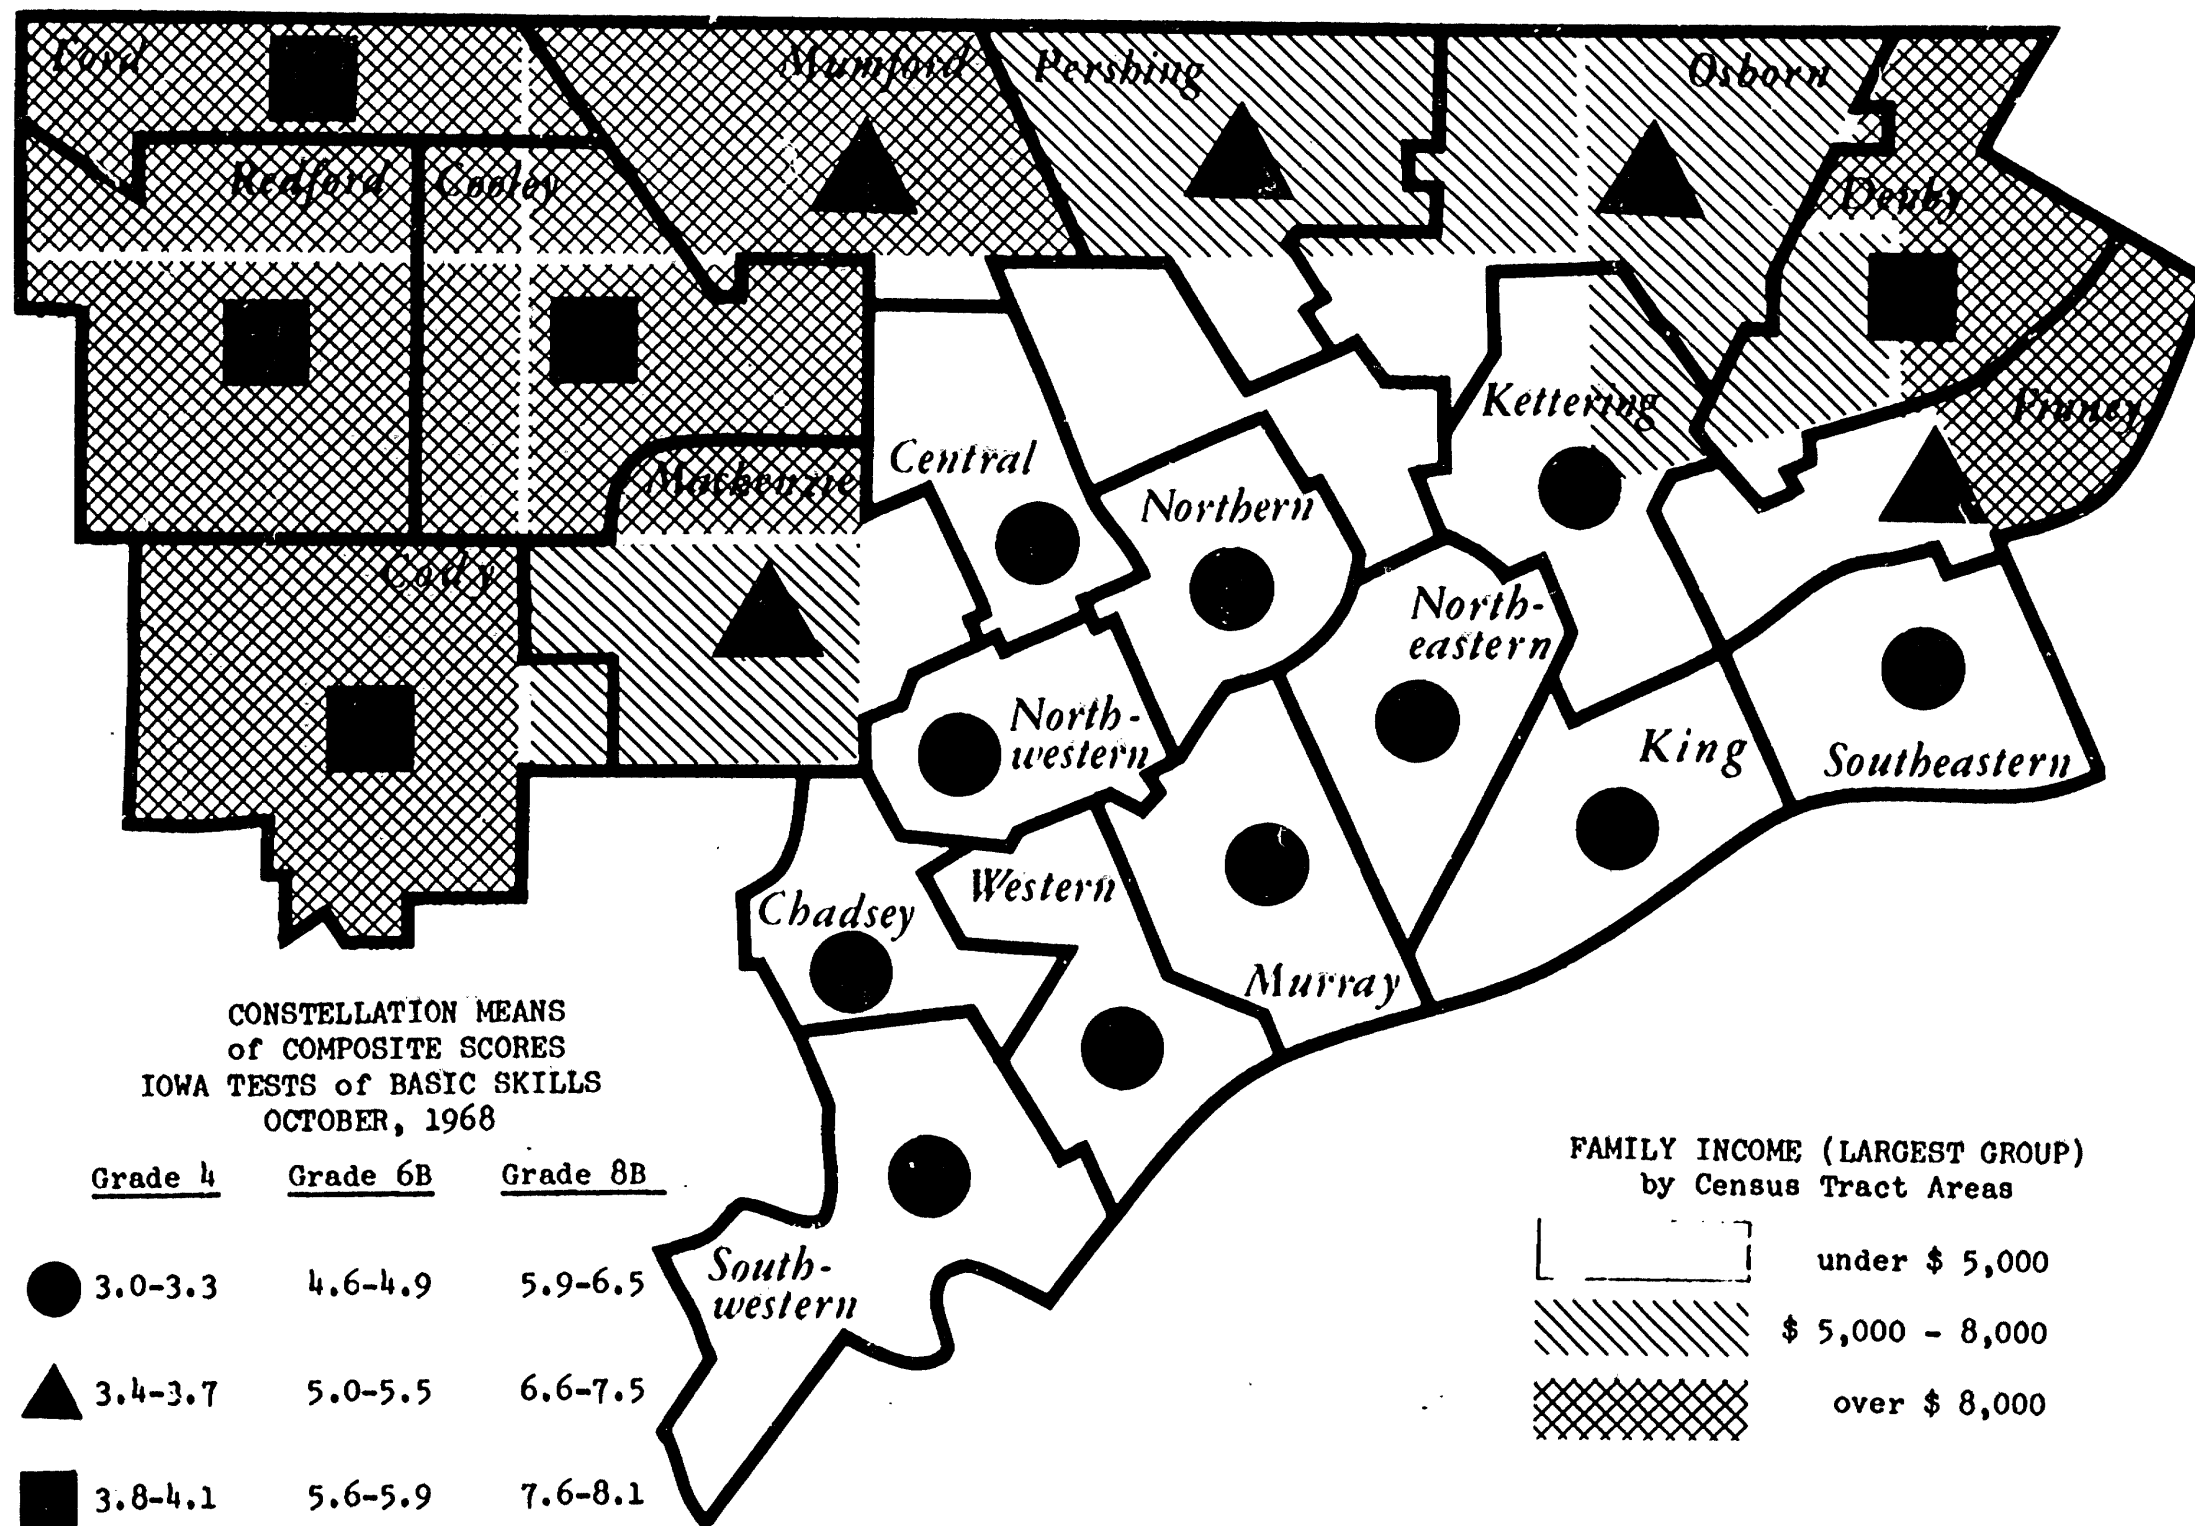 Ford
Mumford
Pershing
Osborn
Redford
Cooley
Denby
Kettering
Finney
Central
Mackenzie
Northern
Cody
North-
eastern
North-
western
King
Southeastern
Western
Chadsey
Murray
South-
western
CONSTELLATION MEANS
of COMPOSITE SCORES
IOWA TESTS of BASIC SKILLS
OCTOBER, 1968
Grade 4 Grade 6B Grade 8B
3.0-3.3 4.6-4.9 5.9-6.5
3.4-3.7 5.0-5.5 6.6-7.5
3.8-4.1 5.6-5.9 7.6-8.1
FAMILY INCOME (LARGEST GROUP)
by Census Tract Areas
under $ 5,000
$ 5,000 - 8,000
over $ 8,000